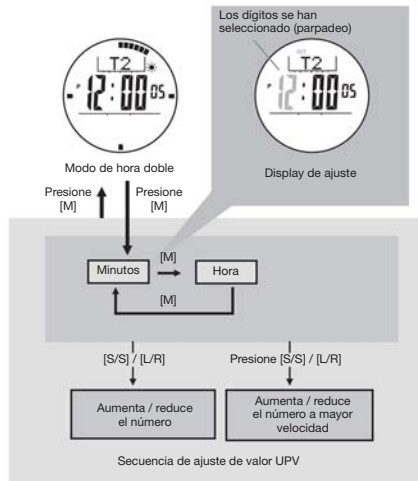 Los dígitos se han
seleccionado (parpadeo)
T2
P 12:00 05
SET
T2
P 12:00 05
Modo de hora doble
Display de ajuste
Presione
[M]
Presione
[M]
Minutos
[M]
Hora
[M]
[S/S] / [L/R]
Presione [S/S] / [L/R]
Aumenta / reduce
el número
Aumenta / reduce
el número a mayor
velocidad
Secuencia de ajuste de valor UPV